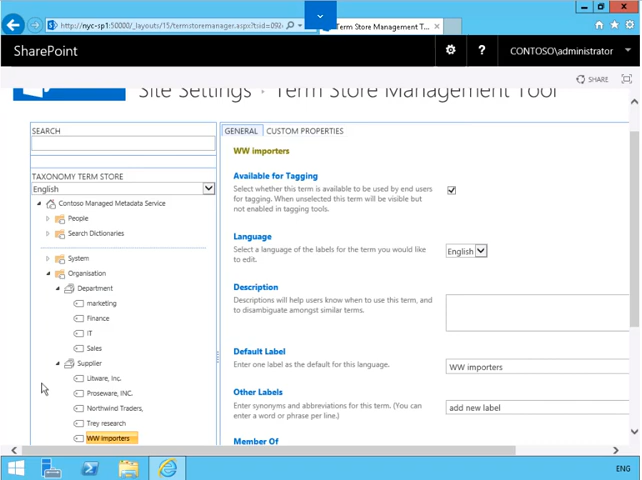 http://nyc-sp1:50000/_layouts/15/termstoremanager.aspx?tsid=092
Term Store Management T...
SharePoint
?
CONTOSO\administrator
SHARE
Site Settings › Term Store Management Tool
SEARCH
TAXONOMY TERM STORE
English
Contoso Managed Metadata Service
People
Search Dictionaries
System
Organisation
Department
marketing
Finance
IT
Sales
Supplier
Litware, Inc.
Proseware, INC.
Northwind Traders,
Trey research
WW importers
GENERAL
CUSTOM PROPERTIES
WW importers
Available for Tagging
Select whether this term is available to be used by end users
for tagging. When unselected this term will be visible but
not enabled in tagging tools.
Language
Select a language of the labels for the term you would like
to edit.
English
Description
Descriptions will help users know when to use this term, and
to disambiguate amongst similar terms.
Default Label
Enter one label as the default for this language.
WW importers
Other Labels
Enter synonyms and abbreviations for this term. (You can
enter a word or phrase per line.)
add new label
Member Of
ENG